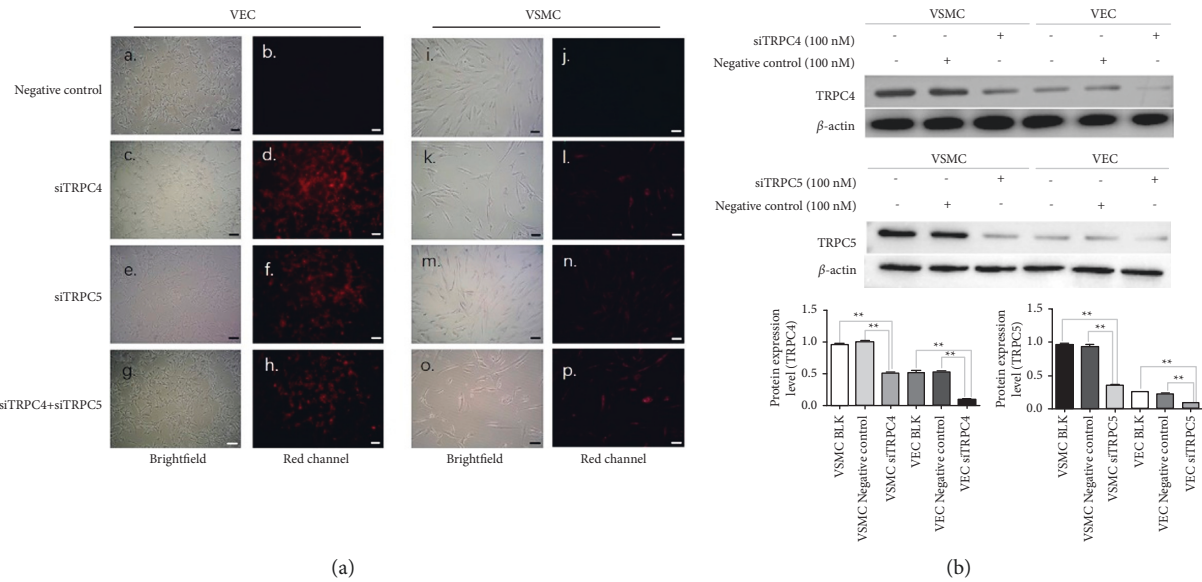 VEC
VSMC
Negative control
a.
b.
i.
j.
siTRPC4
c.
d.
k.
l.
siTRPC5
e.
f.
m.
n.
siTRPC4+siTRPC5
g.
h.
o.
p.
Brightfield
Red channel
Brightfield
Red channel
(a)
VSMC VEC
siTRPC4 (100 nM) - - + - - +
Negative control (100 nM) - + - - + -
TRPC4
β-actin
VSMC VEC
siTRPC5 (100 nM) - - + - - +
Negative control (100 nM) - + - - + -
TRPC5
β-actin
Protein expression
level (TRPC4)
1.5
1.0
0.5
0.0
**
**
**
**
VSMC BLK
VSMC Negative control
VSMC siTRPC4
VEC BLK
VEC Negative control
VEC siTRPC4
Protein expression
level (TRPC5)
1.5
1.0
0.5
0.0
**
**
**
**
VSMC BLK
VSMC Negative control
VSMC siTRPC5
VEC BLK
VEC Negative control
VEC siTRPC5
(b)